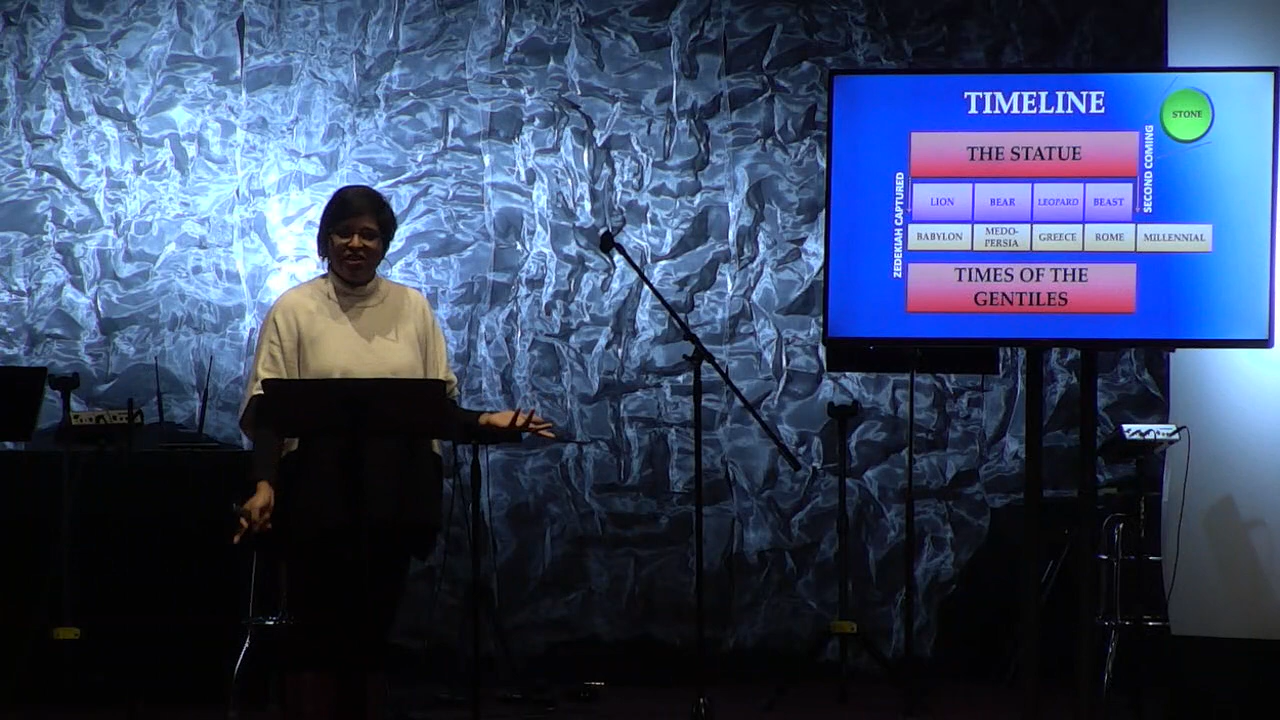 TIMELINE
STONE
THE STATUE
SECOND COMING
ZEDEKIAH CAPTURED
LION BEAR LEOPARD BEAST
BABYLON MEDO-
PERSIA GREECE ROME MILLENNIAL
TIMES OF THE
GENTILES